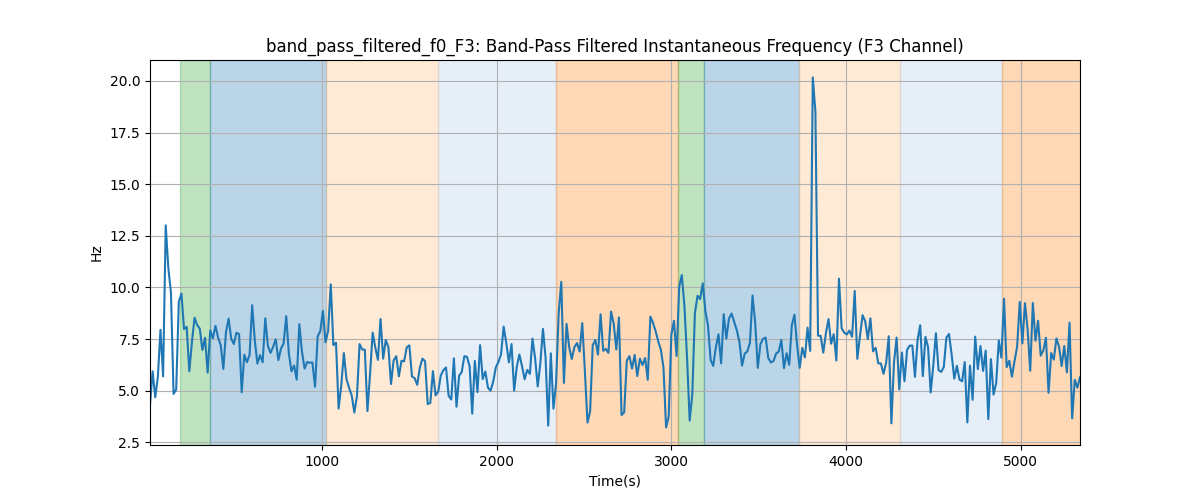 band_pass_filtered_f0_F3: Band-Pass Filtered Instantaneous Frequency (F3 Channel)
20.0
17.5
15.0
12.5
10.0
7.5
5.0
2.5
Hz
1000 2000 3000 4000 5000
Time(s)